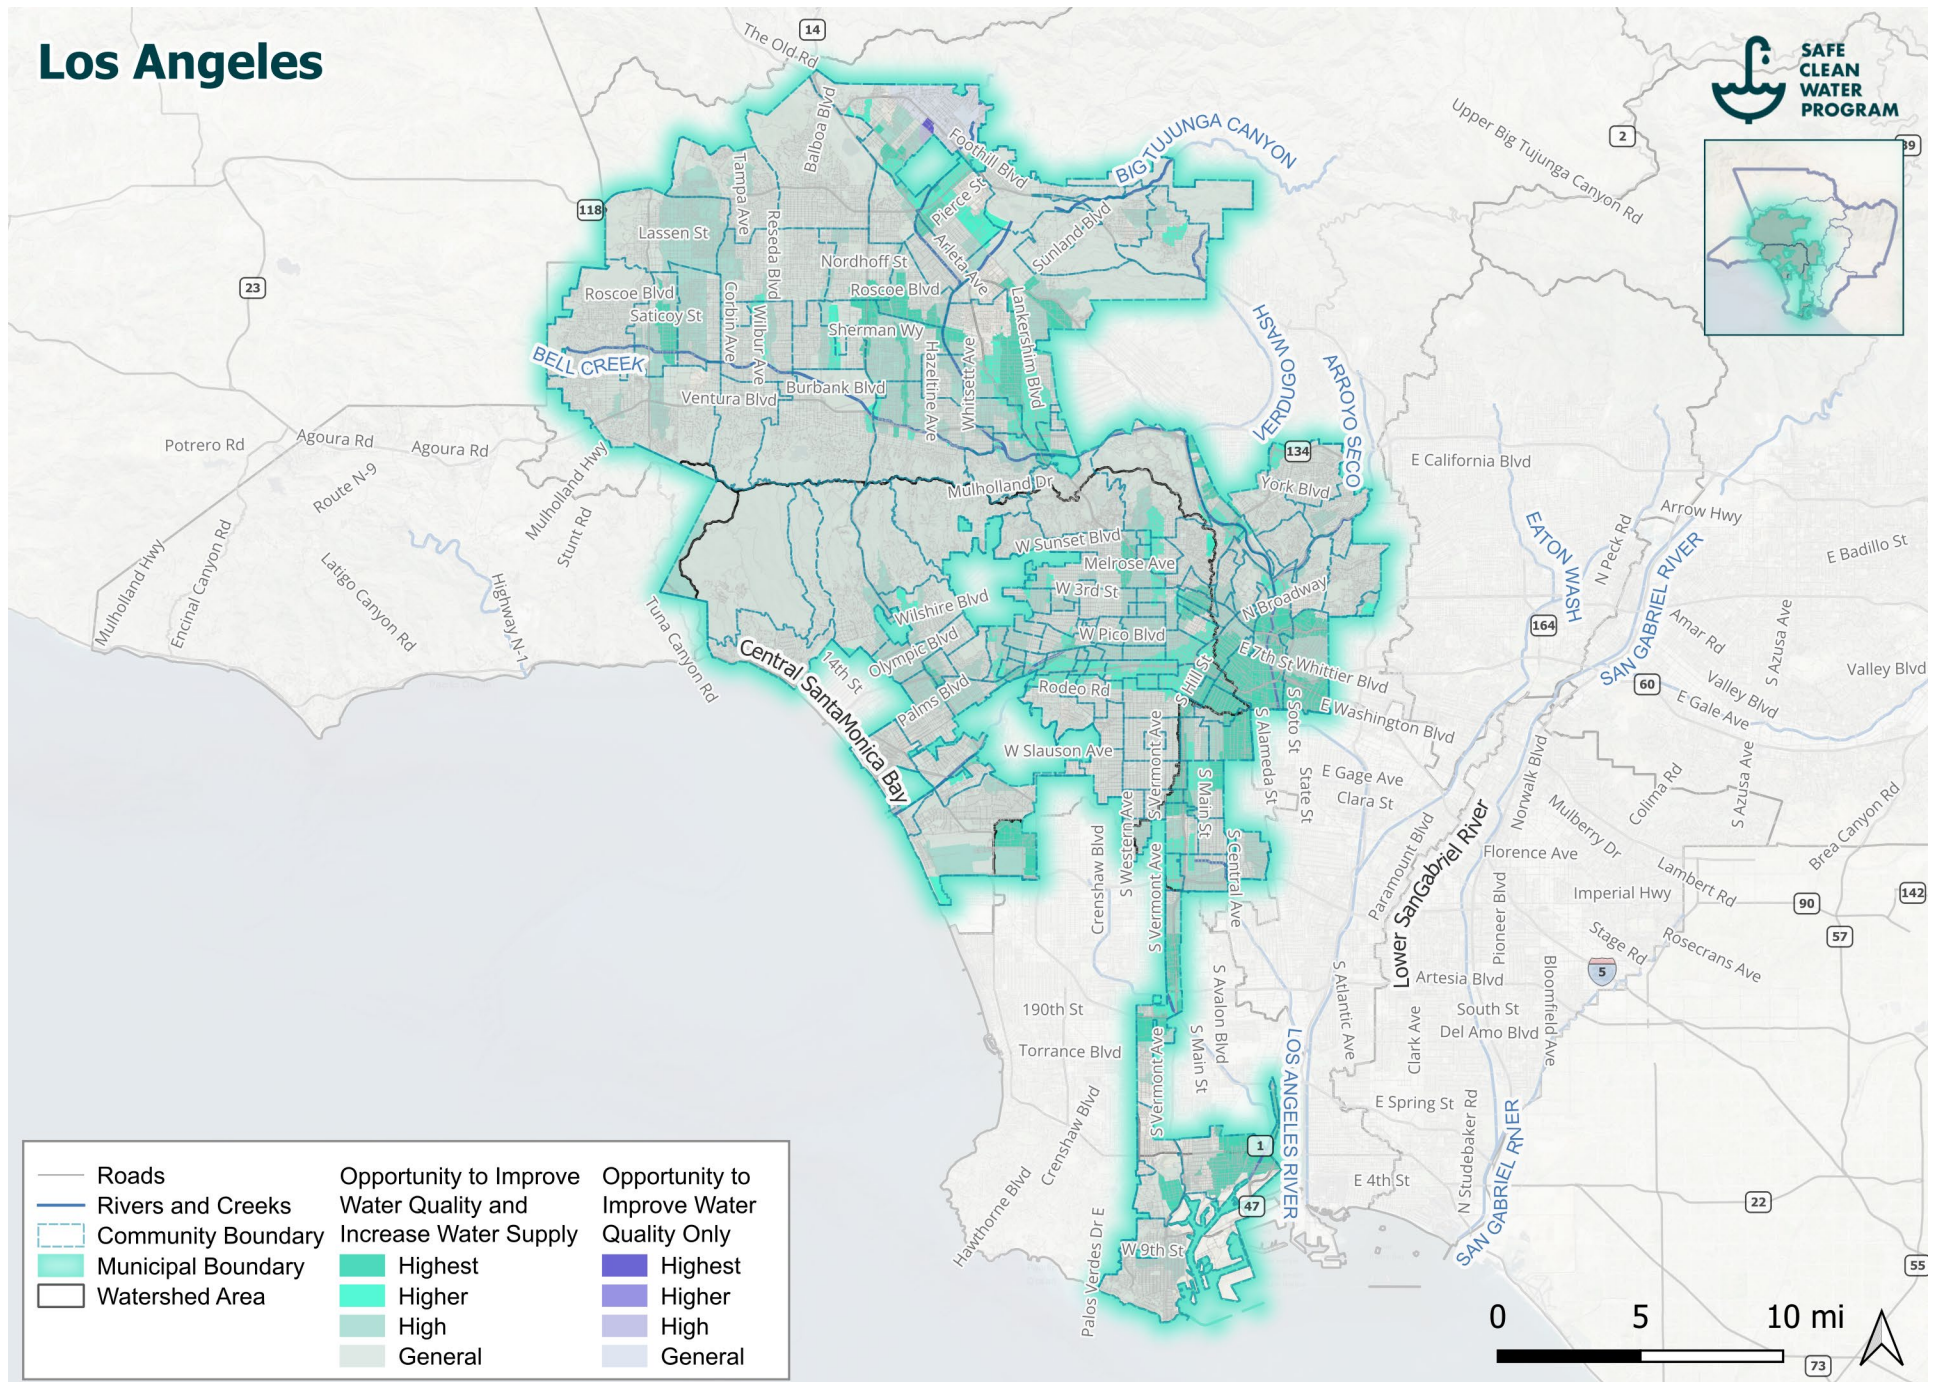 Los Angeles
SAFE
CLEAN
WATER
PROGRAM
14
The Old Rd
2
39
Upper Big Tujunga Canyon Rd
BIG TUJUNGA CANYON
Balboa Blvd
Foothill Blvd
Tampa Ave
Pierce St
118
Reseda Blvd
Lassen St
Sunland Blvd
Arleta Ave
Nordhoff St
23
Roscoe Blvd
Roscoe Blvd
Saticoy St
Corbin Ave
Wilbur Ave
Sherman Wy
Lankershim Blvd
VERDUGO WASH
ARROYO SECO
BELL CREEK
Hazeltine Ave
Whitsett Ave
Burbank Blvd
Ventura Blvd
Potrero Rd
Agoura Rd
Agoura Rd
134
E California Blvd
Route N-9
Mulholland Hwy
Mulholland Dr
York Blvd
Arrow Hwy
Stunt Rd
EATON WASH
N Peck Rd
SAN GABRIEL RIVER
E Badillo St
W Sunset Blvd
Melrose Ave
Mulholland Hwy
Encinal Canyon Rd
Latigo Canyon Rd
Highway N-1
Tuna Canyon Rd
W 3rd St
Wilshire Blvd
N Broadway
164
Amar Rd
S Azusa Ave
W Pico Blvd
Olympic Blvd
Central SantaMonica Bay
14th St
E 7th St
Whittier Blvd
Valley Blvd
60
Valley Blvd
E Gale Ave
Palms Blvd
Rodeo Rd
S Hill St
S Soto St
E Washington Blvd
W Slauson Ave
S Vermont Ave
S Alameda St
S Main St
State St
E Gage Ave
Clara St
Norwalk Blvd
Colima Rd
S Azusa Ave
Mulberry Dr
Brea Canyon Rd
Crenshaw Blvd
S Western Ave
S Vermont Ave
S Central Ave
Paramount Blvd
Lower SanGabriel River
Florence Ave
Lambert Rd
Imperial Hwy
90
142
Pioneer Blvd
Stage Rd
Rosecrans Ave
57
5
Artesia Blvd
Bloomfield Ave
S Avalon Blvd
S Atlantic Ave
190th St
South St
Del Amo Blvd
Torrance Blvd
S Vermont Ave
S Main St
LOS ANGELES RIVER
Clark Ave
Crenshaw Blvd
E Spring St
N Studebaker Rd
SAN GABRIEL RIVER
1
47
E 4th St
22
Hawthorne Blvd
Palos Verdes Dr E
W 9th St
55
73
Roads
Rivers and Creeks
Community Boundary
Municipal Boundary
Watershed Area
Opportunity to Improve
Water Quality and
Increase Water Supply
Highest
Higher
High
General
Opportunity to
Improve Water
Quality Only
Highest
Higher
High
General
0 5 10 mi